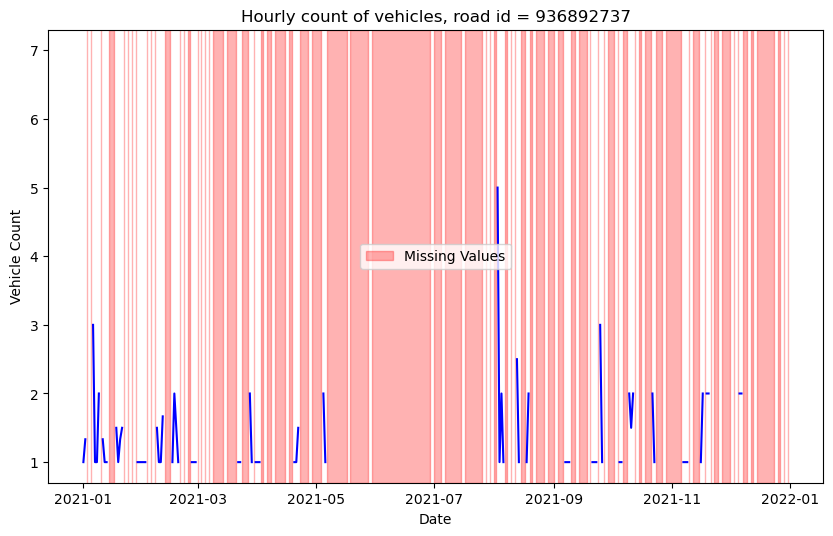 Hourly count of vehicles, road id = 936892737
7
6
5
4
3
2
1
Vehicle Count
Missing Values
2021-01 2021-03 2021-05 2021-07 2021-09 2021-11 2022-01
Date